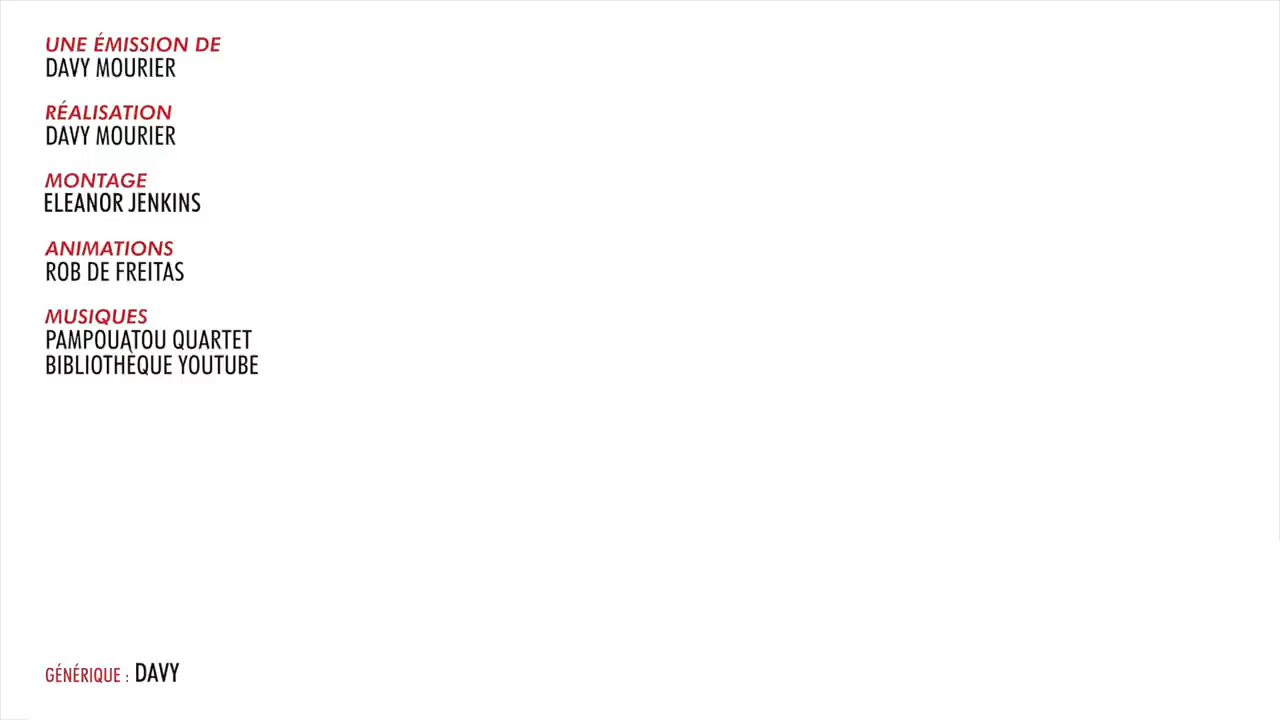 UNE ÉMISSION DE
DAVY MOURIER
RÉALISATION
DAVY MOURIER
MONTAGE
ELEANOR JENKINS
ANIMATIONS
ROB DE FREITAS
MUSIQUES
PAMPOUATOU QUARTET
BIBLIOTHÈQUE YOUTUBE
GÉNÉRIQUE : DAVY